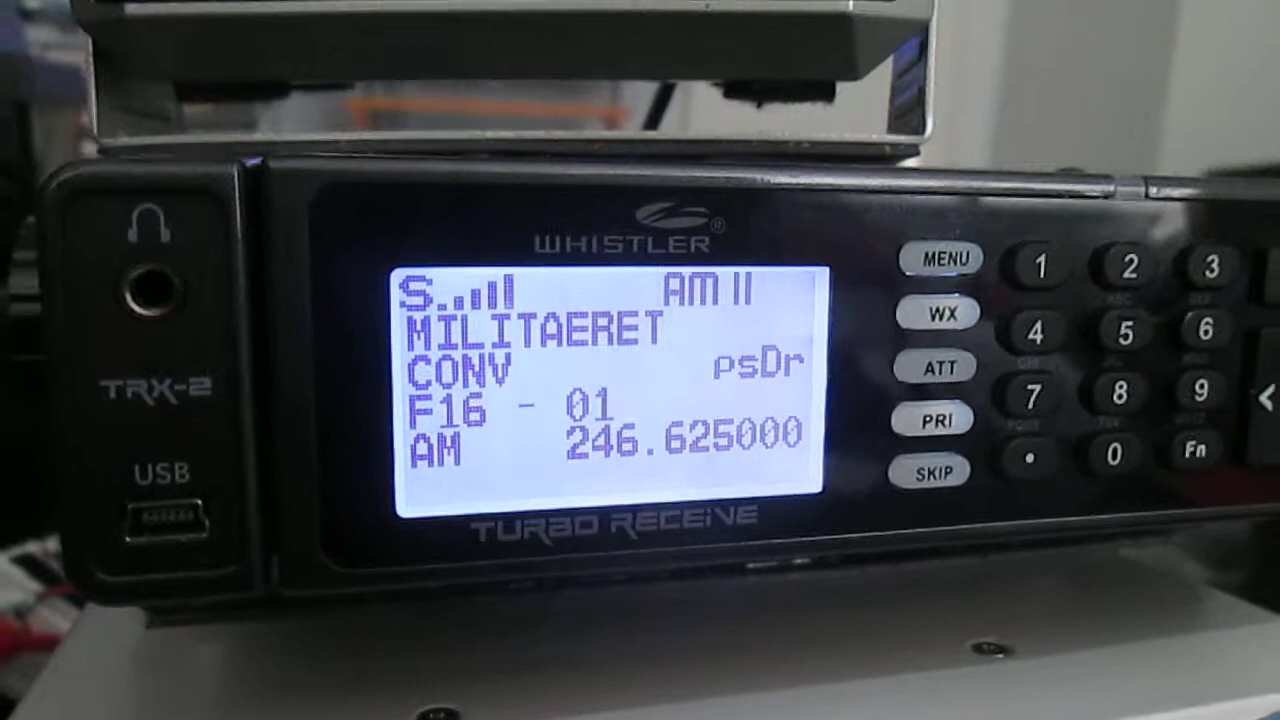 WHISTLER®
S AM II
MILITAERET
CONV psDr
F16 - 01
AM 246.625000
TURBO RECEIVE
TRX-2
USB
MENU 1 2 3
WX 4 5 6
ATT 7 8 9
PRI . 0 Fn
SKIP